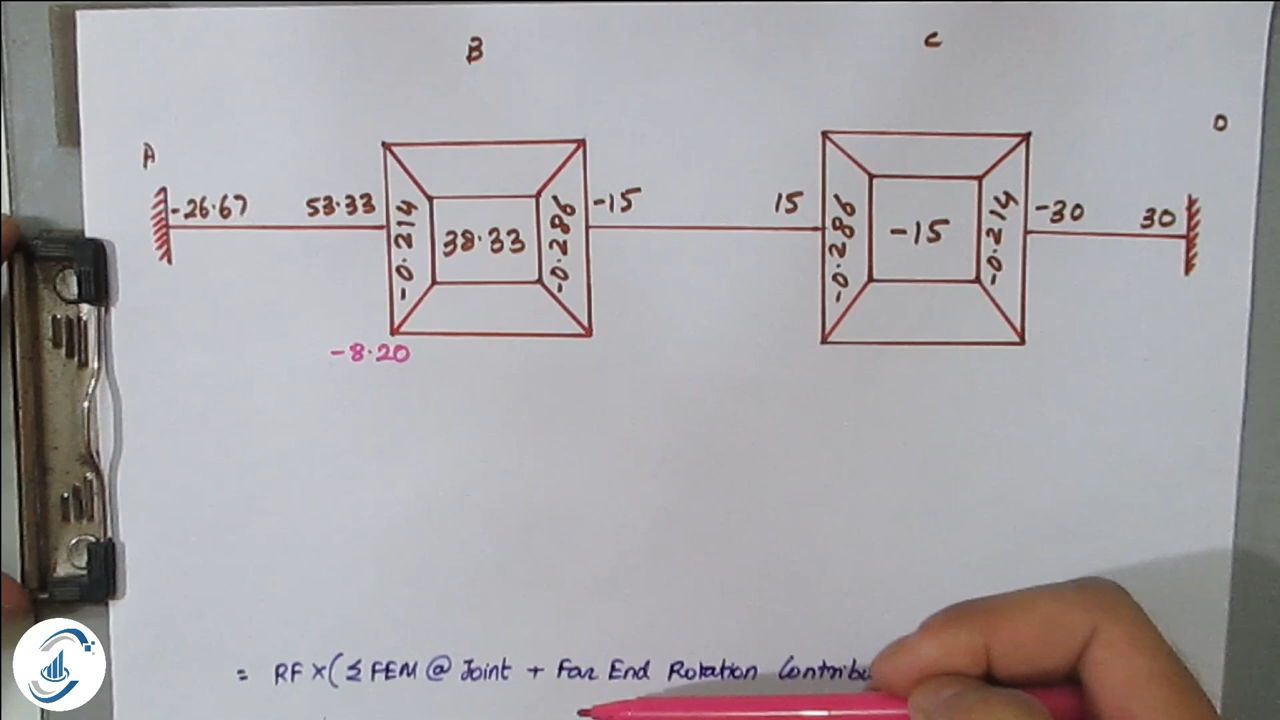 B
C
D
A
-26.67 53.33 -0.214 38.33 -0.286 -15 15 -0.286 -15 -0.214 -30 30
-8.20
= RF × (Σ FEM @ Joint + Far End Rotation